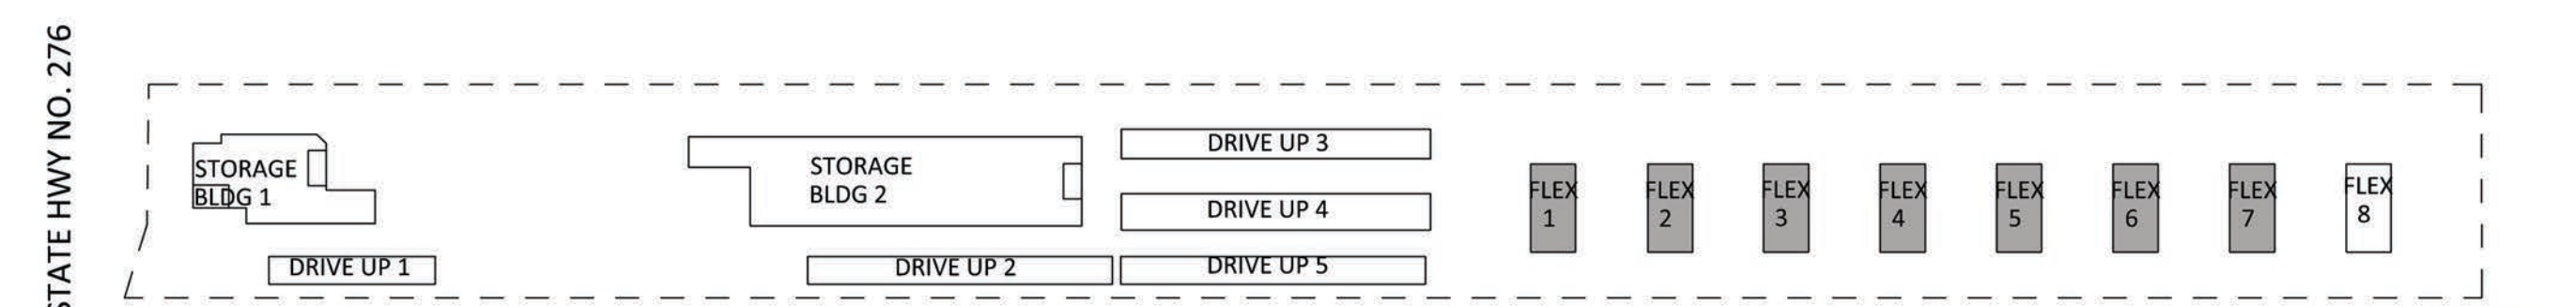 STATE HWY NO. 276
STORAGE
BLDG 1
DRIVE UP 1
STORAGE
BLDG 2
DRIVE UP 2
DRIVE UP 3
DRIVE UP 4
DRIVE UP 5
FLEX
1
FLEX
2
FLEX
3
FLEX
4
FLEX
5
FLEX
6
FLEX
7
FLEX
8